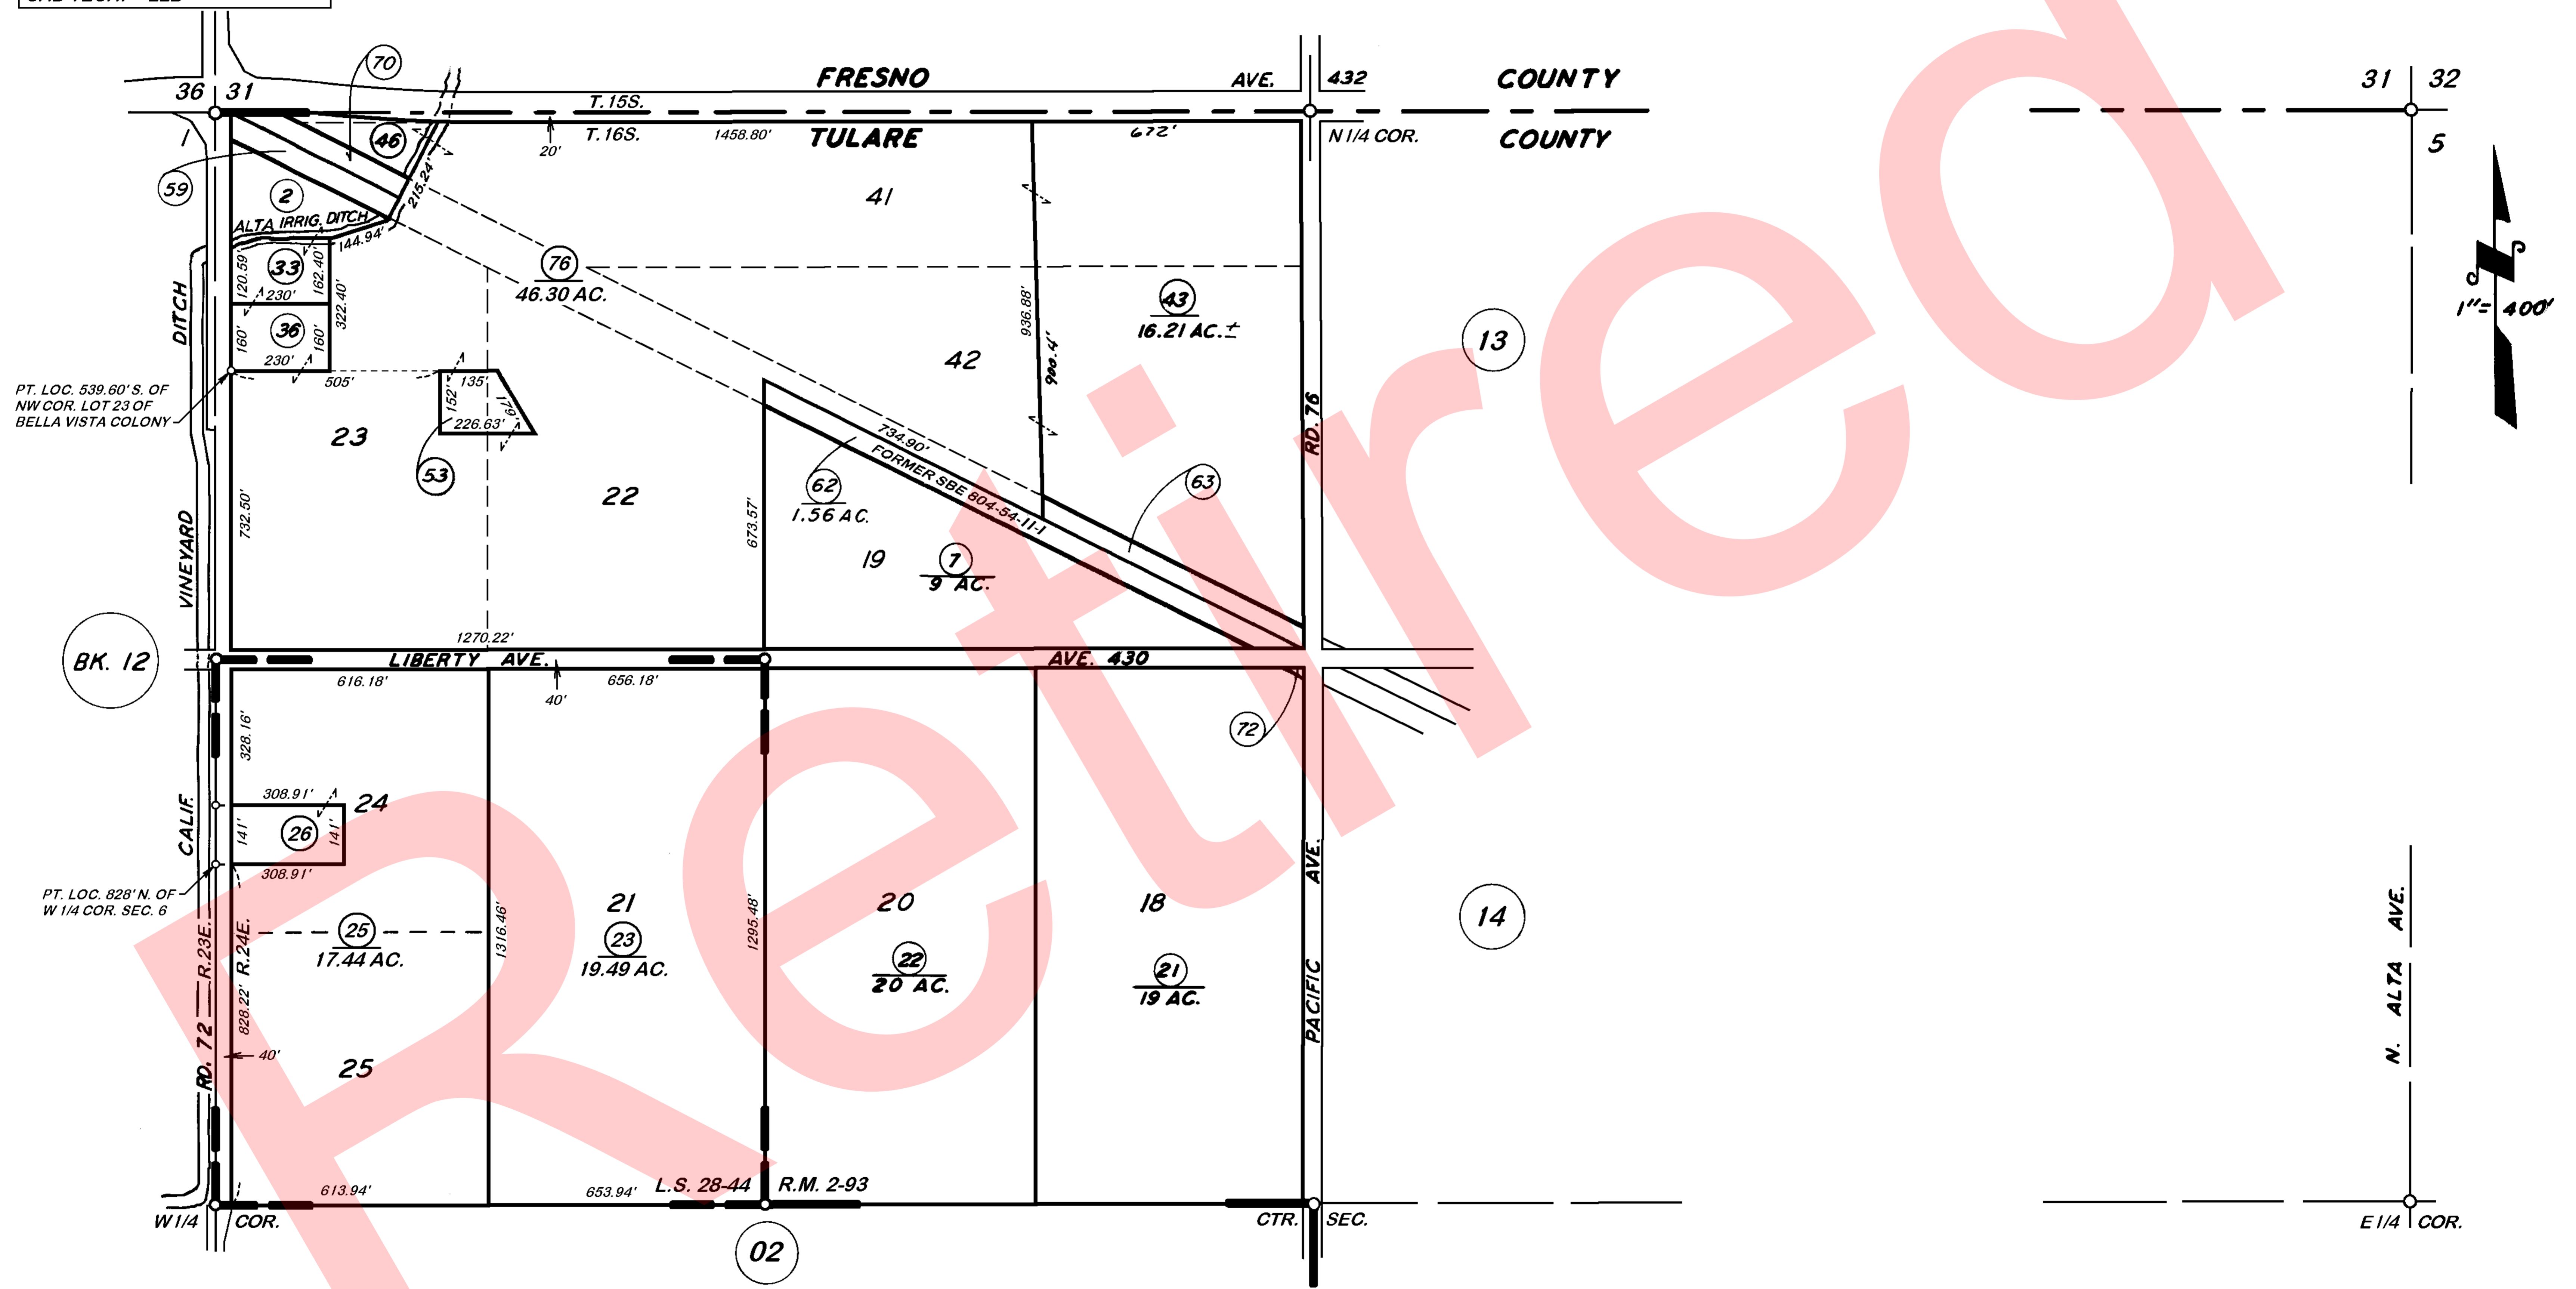 70
FRESNO AVE. 432 COUNTY
36 31
31 32
T. 15S.
T. 16S.
20'
1458.80'
TULARE
672'
N 1/4 COR.
COUNTY
5
46
59
2
215.24'
ALTA IRRIG. DITCH
144.94'
41
33
120.59'
162.40'
230'
322.40'
36
160'
160'
230'
505'
76
46.30 AC.
936.88'
900.4'
43
16.21 AC.±
42
13
1"= 400'
DITCH
PT. LOC. 539.60' S. OF
NW COR. LOT 23 OF
BELLA VISTA COLONY
135'
152'
179'
226.63'
53
23
22
732.50'
673.57'
734.90'
FORMER SBE 804-54-11-1
62
1.56 AC.
63
19
7
9 AC.
RD. 76
VINEYARD
BK. 12
1270.22'
LIBERTY AVE.
AVE. 430
616.18'
40'
656.18'
72
328.16'
308.91'
24
141'
26
141'
308.91'
CALIF.
PT. LOC. 828' N. OF
W 1/4 COR. SEC. 6
21
23
19.49 AC.
25
17.44 AC.
1316.46'
1295.48'
20
22
20 AC.
18
21
19 AC.
14
PACIFIC AVE.
N. ALTA AVE.
RD. 72
R.23E.
R.24E.
828.22'
40'
25
613.94'
653.94'
L.S. 28-44
R.M. 2-93
W 1/4 COR.
CTR. SEC.
E 1/4 COR.
02
Retired